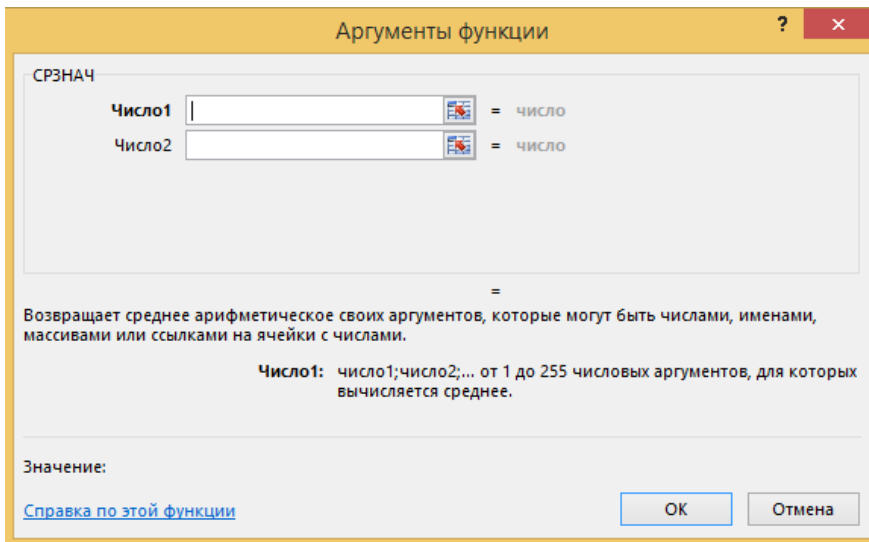 Аргументы функции ? ×
СРЗНАЧ
Число1 = число
Число2 = число
=
Возвращает среднее арифметическое своих аргументов, которые могут быть числами, именами,
массивами или ссылками на ячейки с числами.
Число1: число1;число2;... от 1 до 255 числовых аргументов, для которых
вычисляется среднее.
Значение:
Справка по этой функции
ОК Отмена